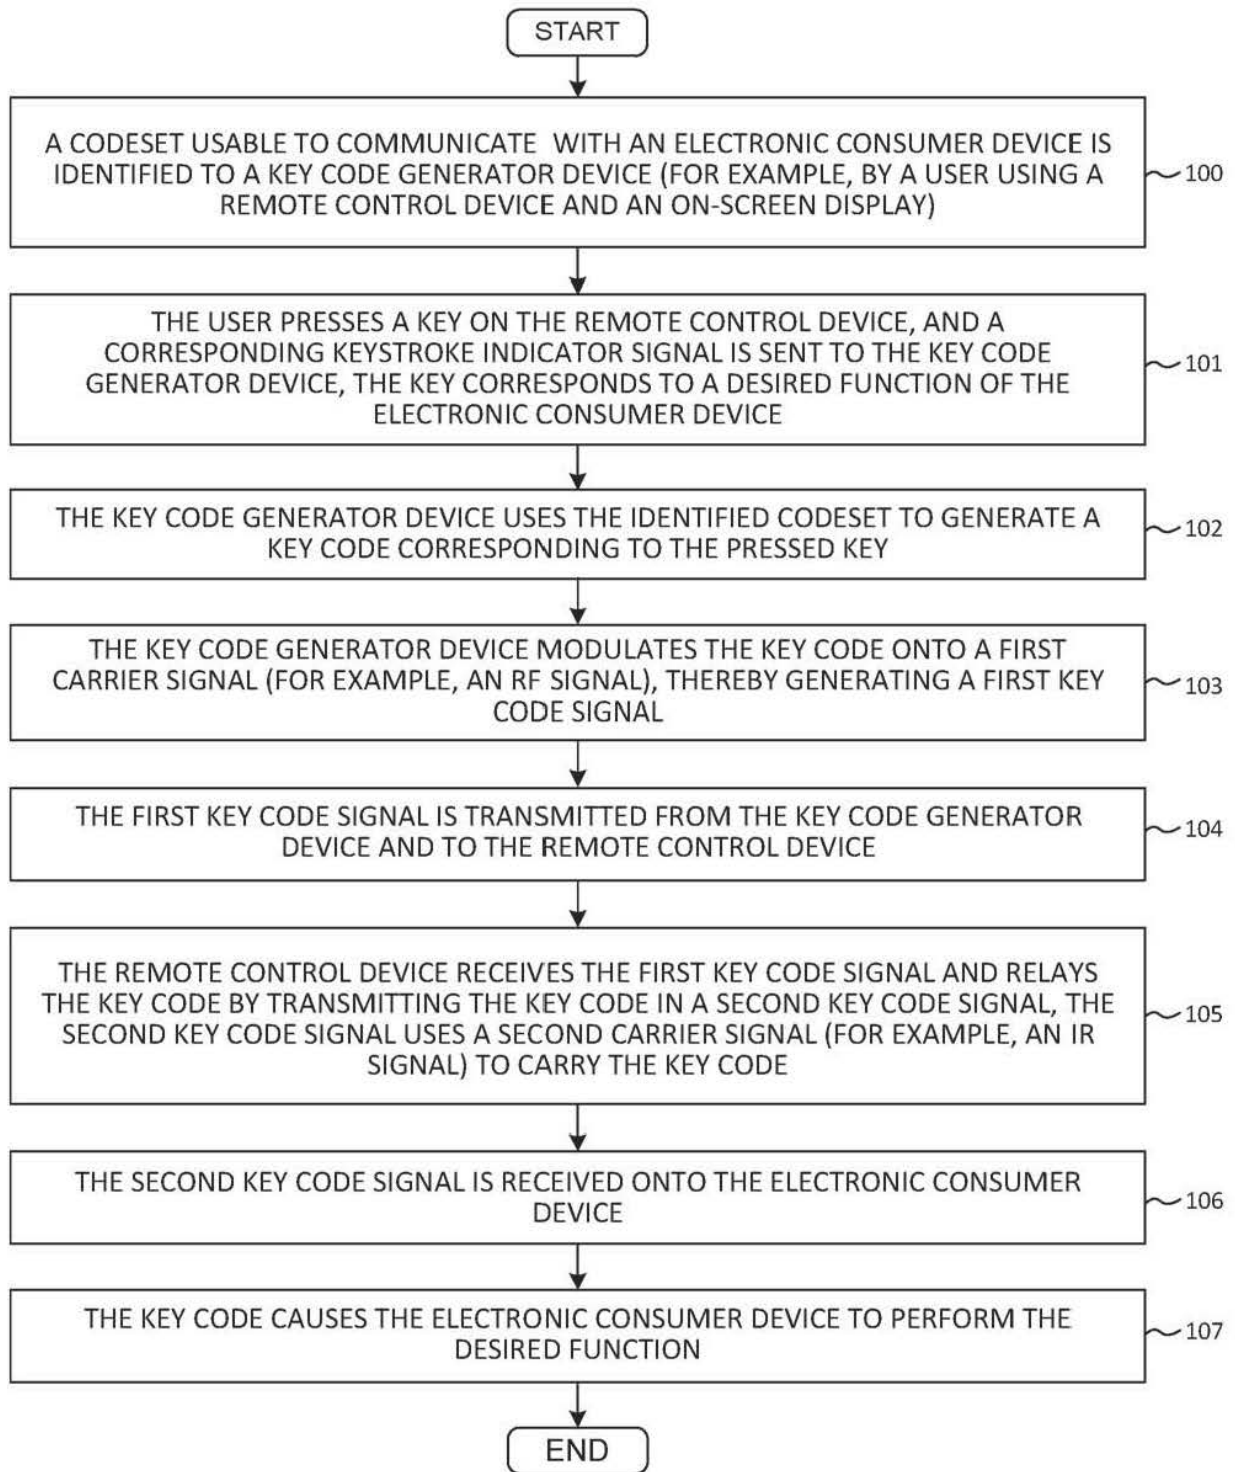 START
A CODESET USABLE TO COMMUNICATE WITH AN ELECTRONIC CONSUMER DEVICE IS
IDENTIFIED TO A KEY CODE GENERATOR DEVICE (FOR EXAMPLE, BY A USER USING A
REMOTE CONTROL DEVICE AND AN ON-SCREEN DISPLAY)
100
THE USER PRESSES A KEY ON THE REMOTE CONTROL DEVICE, AND A
CORRESPONDING KEYSTROKE INDICATOR SIGNAL IS SENT TO THE KEY CODE
GENERATOR DEVICE, THE KEY CORRESPONDS TO A DESIRED FUNCTION OF THE
ELECTRONIC CONSUMER DEVICE
101
THE KEY CODE GENERATOR DEVICE USES THE IDENTIFIED CODESET TO GENERATE A
KEY CODE CORRESPONDING TO THE PRESSED KEY
102
THE KEY CODE GENERATOR DEVICE MODULATES THE KEY CODE ONTO A FIRST
CARRIER SIGNAL (FOR EXAMPLE, AN RF SIGNAL), THEREBY GENERATING A FIRST KEY
CODE SIGNAL
103
THE FIRST KEY CODE SIGNAL IS TRANSMITTED FROM THE KEY CODE GENERATOR
DEVICE AND TO THE REMOTE CONTROL DEVICE
104
THE REMOTE CONTROL DEVICE RECEIVES THE FIRST KEY CODE SIGNAL AND RELAYS
THE KEY CODE BY TRANSMITTING THE KEY CODE IN A SECOND KEY CODE SIGNAL, THE
SECOND KEY CODE SIGNAL USES A SECOND CARRIER SIGNAL (FOR EXAMPLE, AN IR
SIGNAL) TO CARRY THE KEY CODE
105
THE SECOND KEY CODE SIGNAL IS RECEIVED ONTO THE ELECTRONIC CONSUMER
DEVICE
106
THE KEY CODE CAUSES THE ELECTRONIC CONSUMER DEVICE TO PERFORM THE
DESIRED FUNCTION
107
END